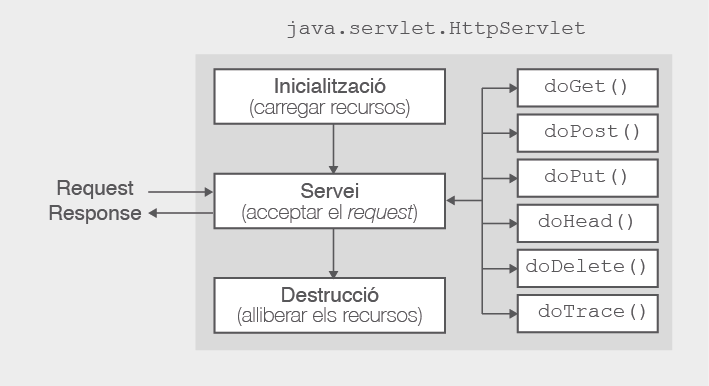 java.servlet.HttpServlet
Inicialització
(carregar recursos)
Request
Response
Servei
(acceptar el request)
Destrucció
(alliberar els recursos)
doGet()
doPost()
doPut()
doHead()
doDelete()
doTrace()